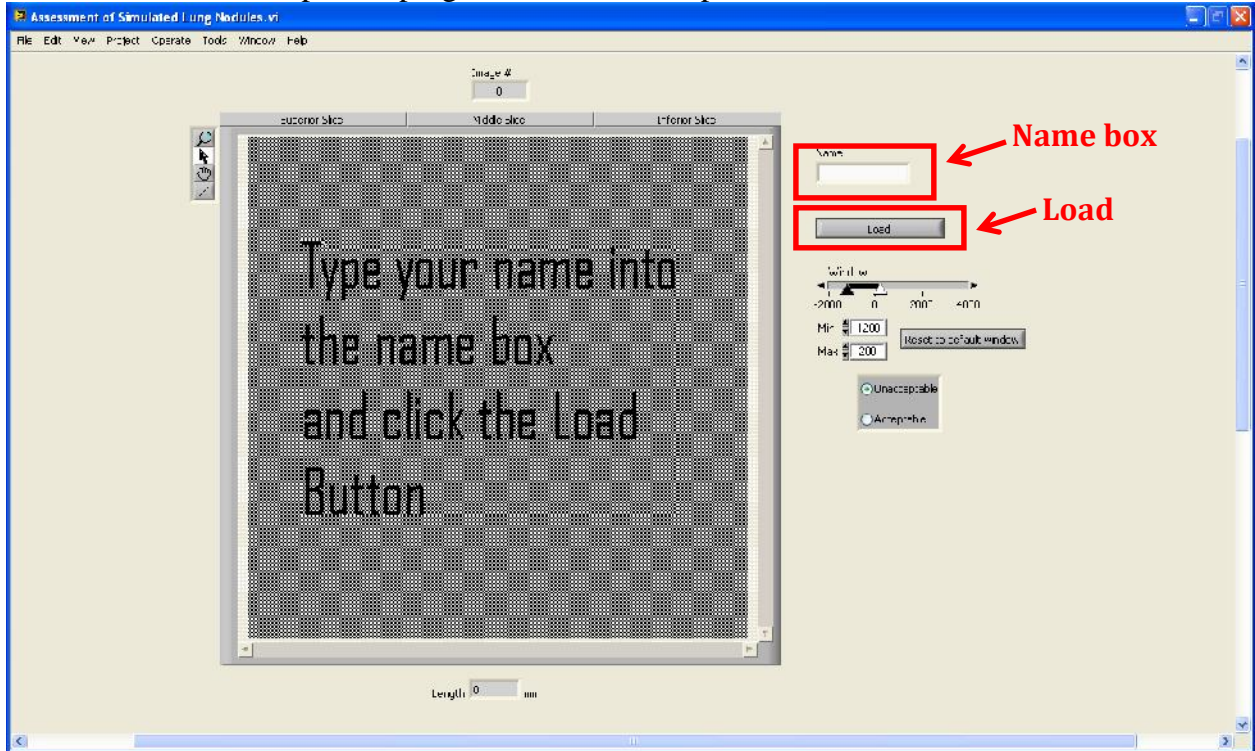 Assessment of Simulated Lung Nodules.vi
File Edit View Project Operate Tools Window Help
Image #
0
Superior Slice Middle Slice Inferior Slice
Name box
Name
Load
Load
Type your name into
the name box
and click the Load
Button
Window
-2000 0 2000 4000
Min 1200
Reset to default window
Max 200
Unacceptable
Acceptable
Length 0 mm